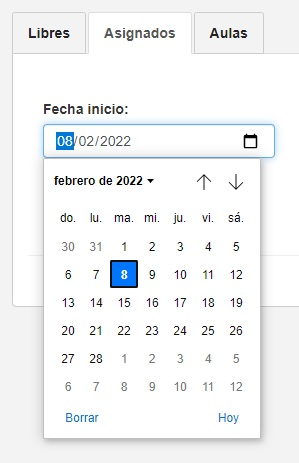 Libres Asignados Aulas
Fecha inicio:
08/02/2022
febrero de 2022
do. lu. ma. mi. ju. vi. sá.
30 31 1 2 3 4 5
6 7 8 9 10 11 12
13 14 15 16 17 18 19
20 21 22 23 24 25 26
27 28 1 2 3 4 5
6 7 8 9 10 11 12
Borrar Hoy